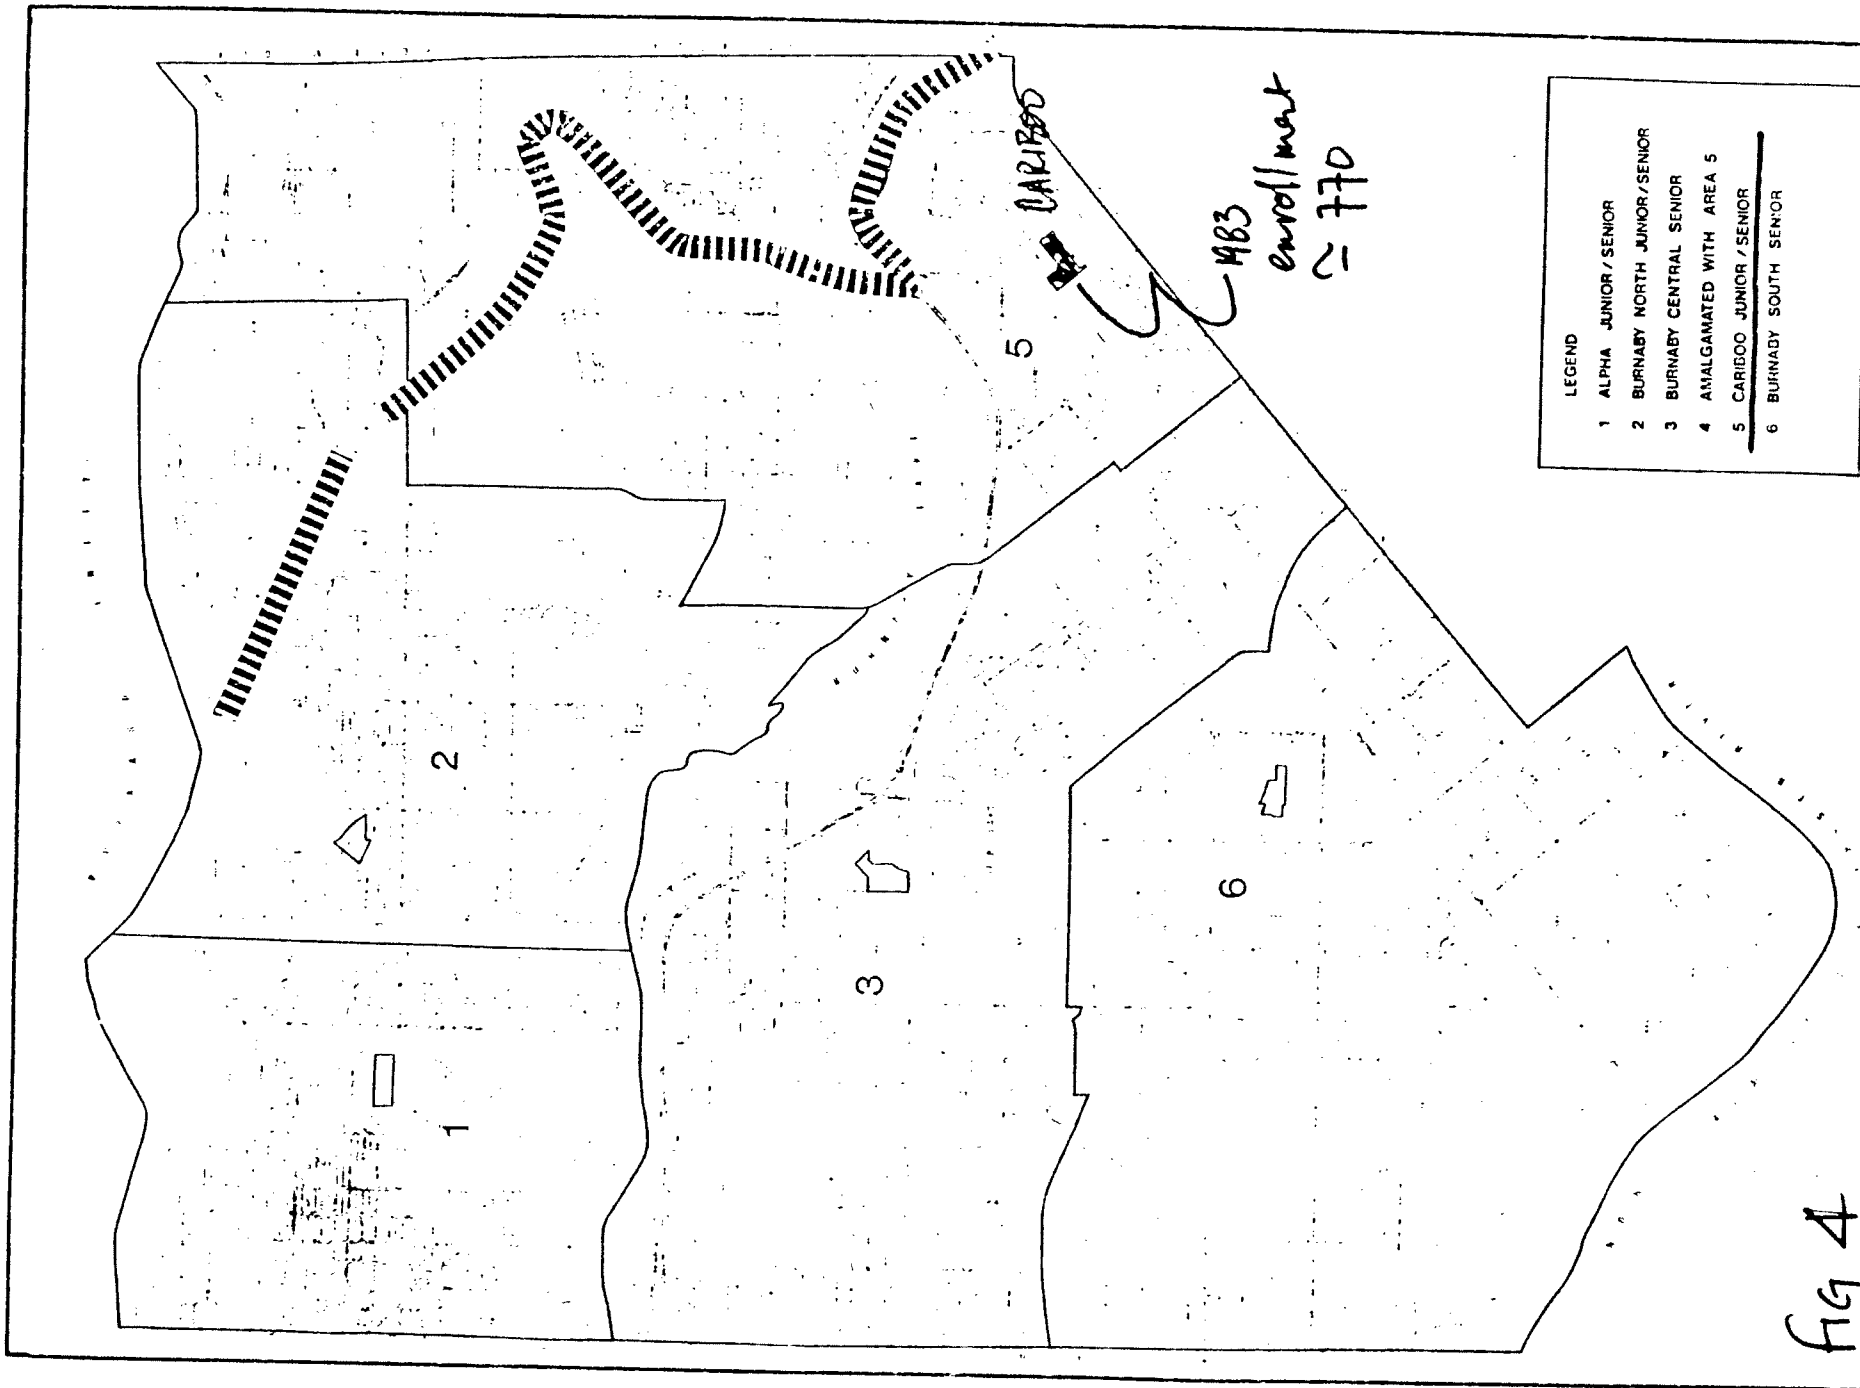 CARIBOO
1983
enrollment
≃ 770
1
2
3
5
6
LEGEND
1 ALPHA JUNIOR / SENIOR
2 BURNABY NORTH JUNIOR / SENIOR
3 BURNABY CENTRAL SENIOR
4 AMALGAMATED WITH AREA 5
5 CARIBOO JUNIOR / SENIOR
6 BURNABY SOUTH SENIOR
FIG 4